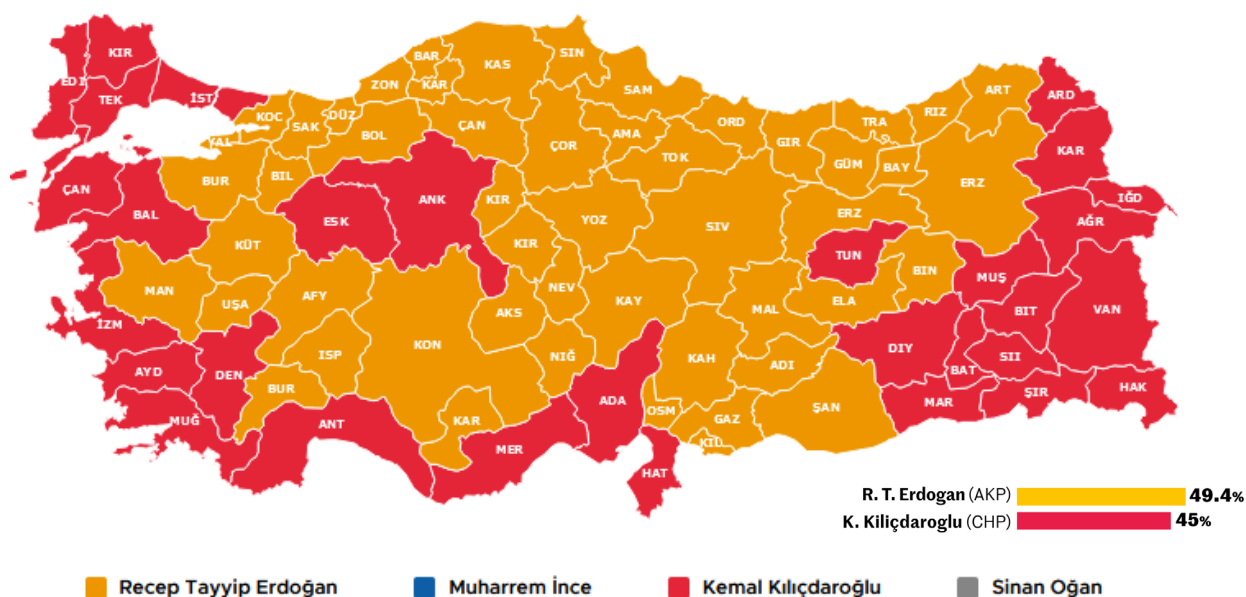 KIR
EDI
TEK
İST
BAR
KAS
SIN
ZON
KAR
SAM
KOC
SAK
DÜZ
BOL
ÇAN
AMA
ORD
TRA
RIZ
ART
ARD
YAL
ÇOR
TOK
GIR
GÜM
BAY
KAR
BUR
BIL
ERZ
ÇAN
BAL
ESK
ANK
KIR
YOZ
SIV
ERZ
IĞD
AĞR
KÜT
KIR
TUN
BIN
MUŞ
MAN
UŞA
AFY
NEV
KAY
MAL
ELA
BIT
VAN
İZM
AKS
KON
ISP
NIĞ
KAH
ADI
DIY
SII
BAT
AYD
DEN
BUR
ADA
OSM
GAZ
ŞAN
MAR
ŞIR
HAK
MUĞ
ANT
KAR
MER
KIL
HAT
R. T. Erdogan (AKP) 49.4%
K. Kiliçdaroglu (CHP) 45%
Recep Tayyip Erdoğan Muharrem İnce Kemal Kılıçdaroğlu Sinan Oğan